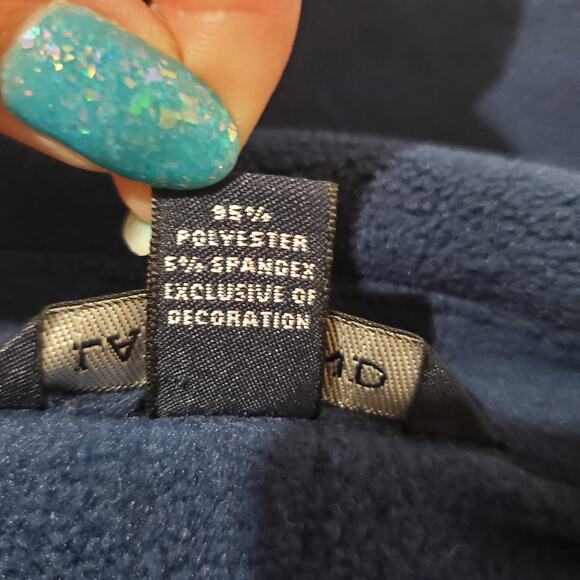 95%
POLYESTER
5% SPANDEX
EXCLUSIVE OF
DECORATION